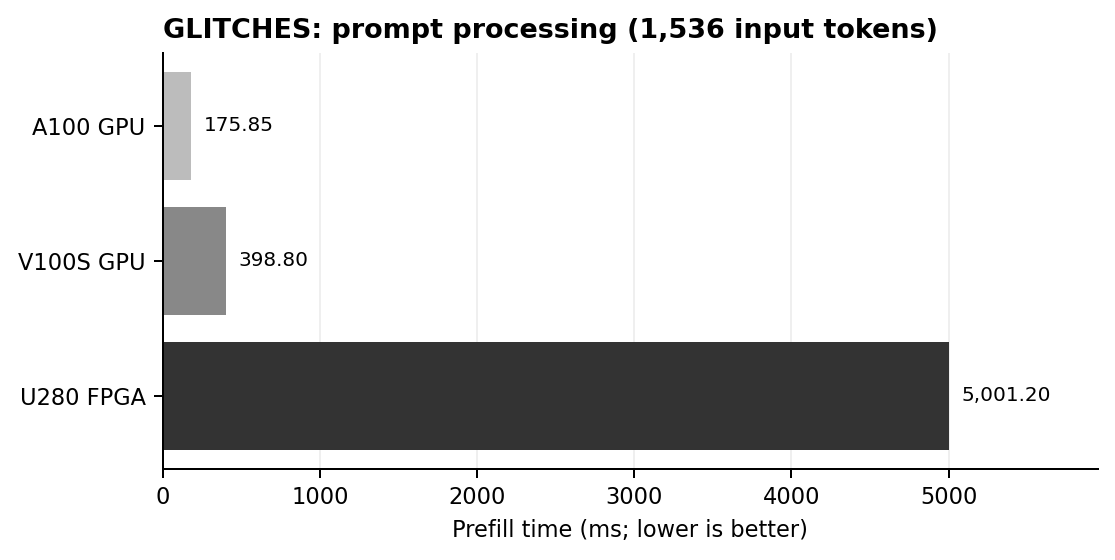 GLITCHES: prompt processing (1,536 input tokens)
A100 GPU 175.85
V100S GPU 398.80
U280 FPGA 5,001.20
0 1000 2000 3000 4000 5000
Prefill time (ms; lower is better)